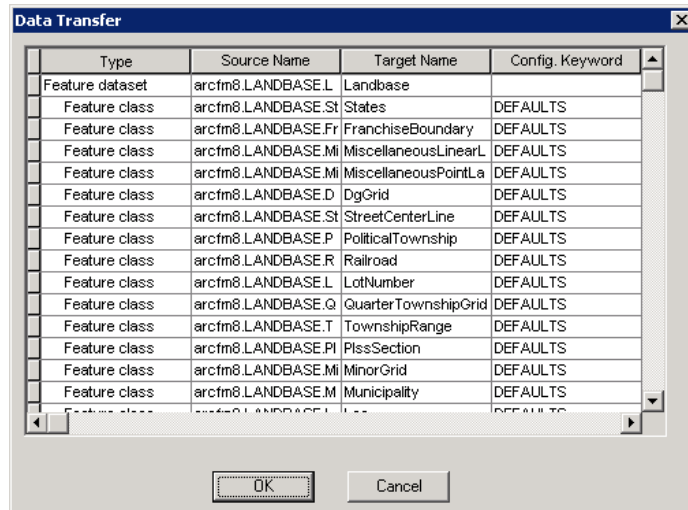 Data Transfer
Type Source Name Target Name Config. Keyword
Feature dataset arcfm8.LANDBASE.L Landbase
Feature class arcfm8.LANDBASE.St States DEFAULTS
Feature class arcfm8.LANDBASE.Fr FranchiseBoundary DEFAULTS
Feature class arcfm8.LANDBASE.Mi MiscellaneousLinearL DEFAULTS
Feature class arcfm8.LANDBASE.Mi MiscellaneousPointLa DEFAULTS
Feature class arcfm8.LANDBASE.D DgGrid DEFAULTS
Feature class arcfm8.LANDBASE.St StreetCenterLine DEFAULTS
Feature class arcfm8.LANDBASE.P PoliticalTownship DEFAULTS
Feature class arcfm8.LANDBASE.R Railroad DEFAULTS
Feature class arcfm8.LANDBASE.L LotNumber DEFAULTS
Feature class arcfm8.LANDBASE.Q QuarterTownshipGrid DEFAULTS
Feature class arcfm8.LANDBASE.T TownshipRange DEFAULTS
Feature class arcfm8.LANDBASE.Pl PlssSection DEFAULTS
Feature class arcfm8.LANDBASE.Mi MinorGrid DEFAULTS
Feature class arcfm8.LANDBASE.M Municipality DEFAULTS
OK Cancel